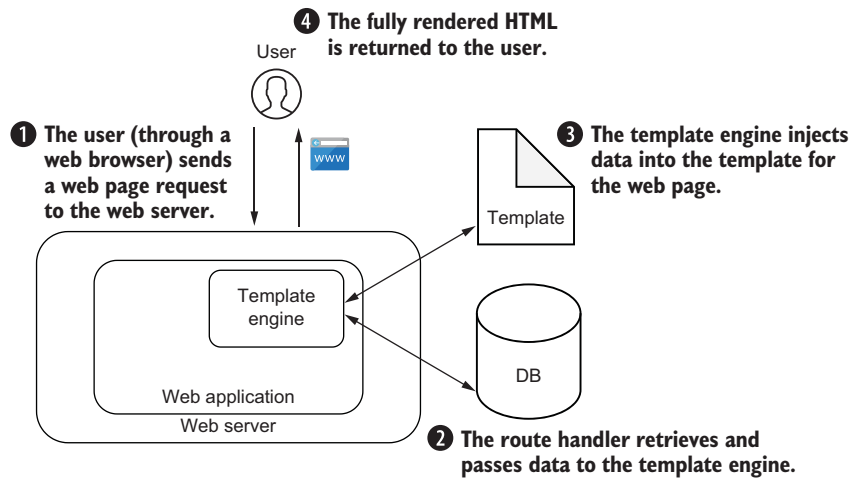 4 The fully rendered HTML
is returned to the user.
User
1 The user (through a
web browser) sends
a web page request
to the web server.
www
3 The template engine injects
data into the template for
the web page.
Template
Template
engine
DB
Web application
Web server
2 The route handler retrieves and
passes data to the template engine.